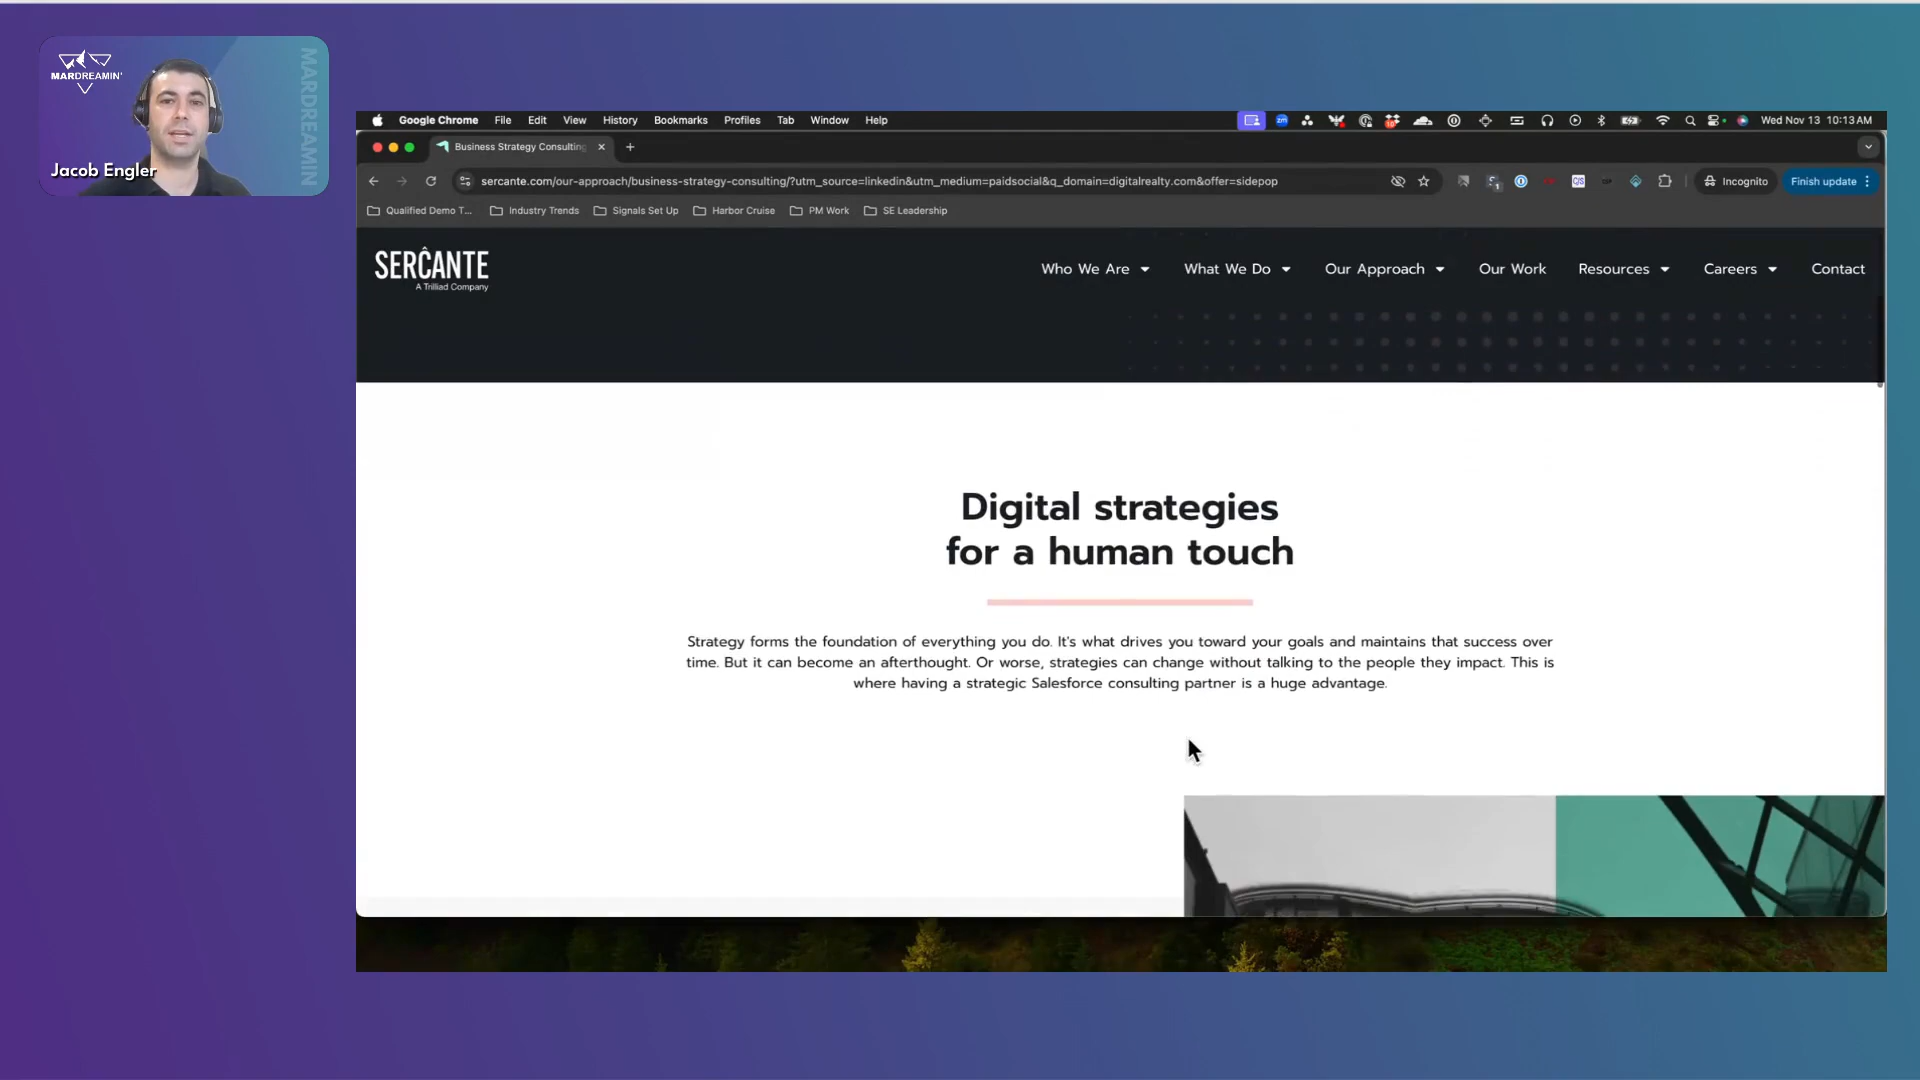 MARDREAMIN'
MARDREAMIN
Jacob Engler
Google Chrome File Edit View History Bookmarks Profiles Tab Window Help
Wed Nov 13 10:13 AM
Business Strategy Consulting
sercante.com/our-approach/business-strategy-consulting/?utm_source=linkedin&utm_medium=paidsocial&q_domain=digitalrealty.com&offer=sidepop
Incognito
Finish update
Qualified Demo T... Industry Trends Signals Set Up Harbor Cruise PM Work SE Leadership
SERCANTE
A Trilliad Company
Who We Are What We Do Our Approach Our Work Resources Careers Contact
Digital strategies
for a human touch
Strategy forms the foundation of everything you do. It's what drives you toward your goals and maintains that success over
time. But it can become an afterthought. Or worse, strategies can change without talking to the people they impact. This is
where having a strategic Salesforce consulting partner is a huge advantage.